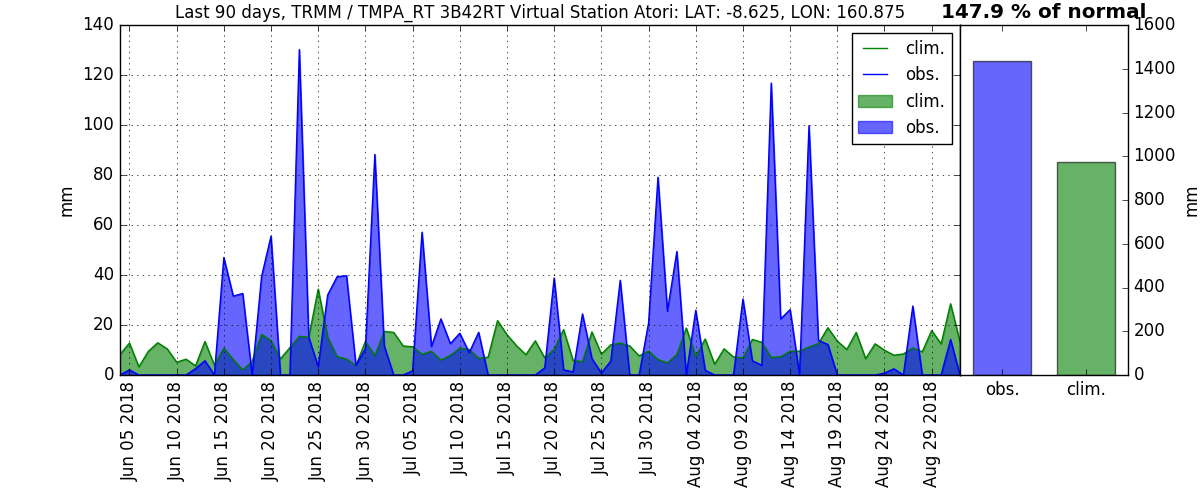 Last 90 days, TRMM / TMPA_RT 3B42RT Virtual Station Atori: LAT: -8.625, LON: 160.875
147.9 % of normal
140
120
100
80
60
40
20
0
mm
clim.
obs.
clim.
obs.
Jun 05 2018
Jun 10 2018
Jun 15 2018
Jun 20 2018
Jun 25 2018
Jun 30 2018
Jul 05 2018
Jul 10 2018
Jul 15 2018
Jul 20 2018
Jul 25 2018
Jul 30 2018
Aug 04 2018
Aug 09 2018
Aug 14 2018
Aug 19 2018
Aug 24 2018
Aug 29 2018
1600
1400
1200
1000
800
600
400
200
0
mm
obs.
clim.